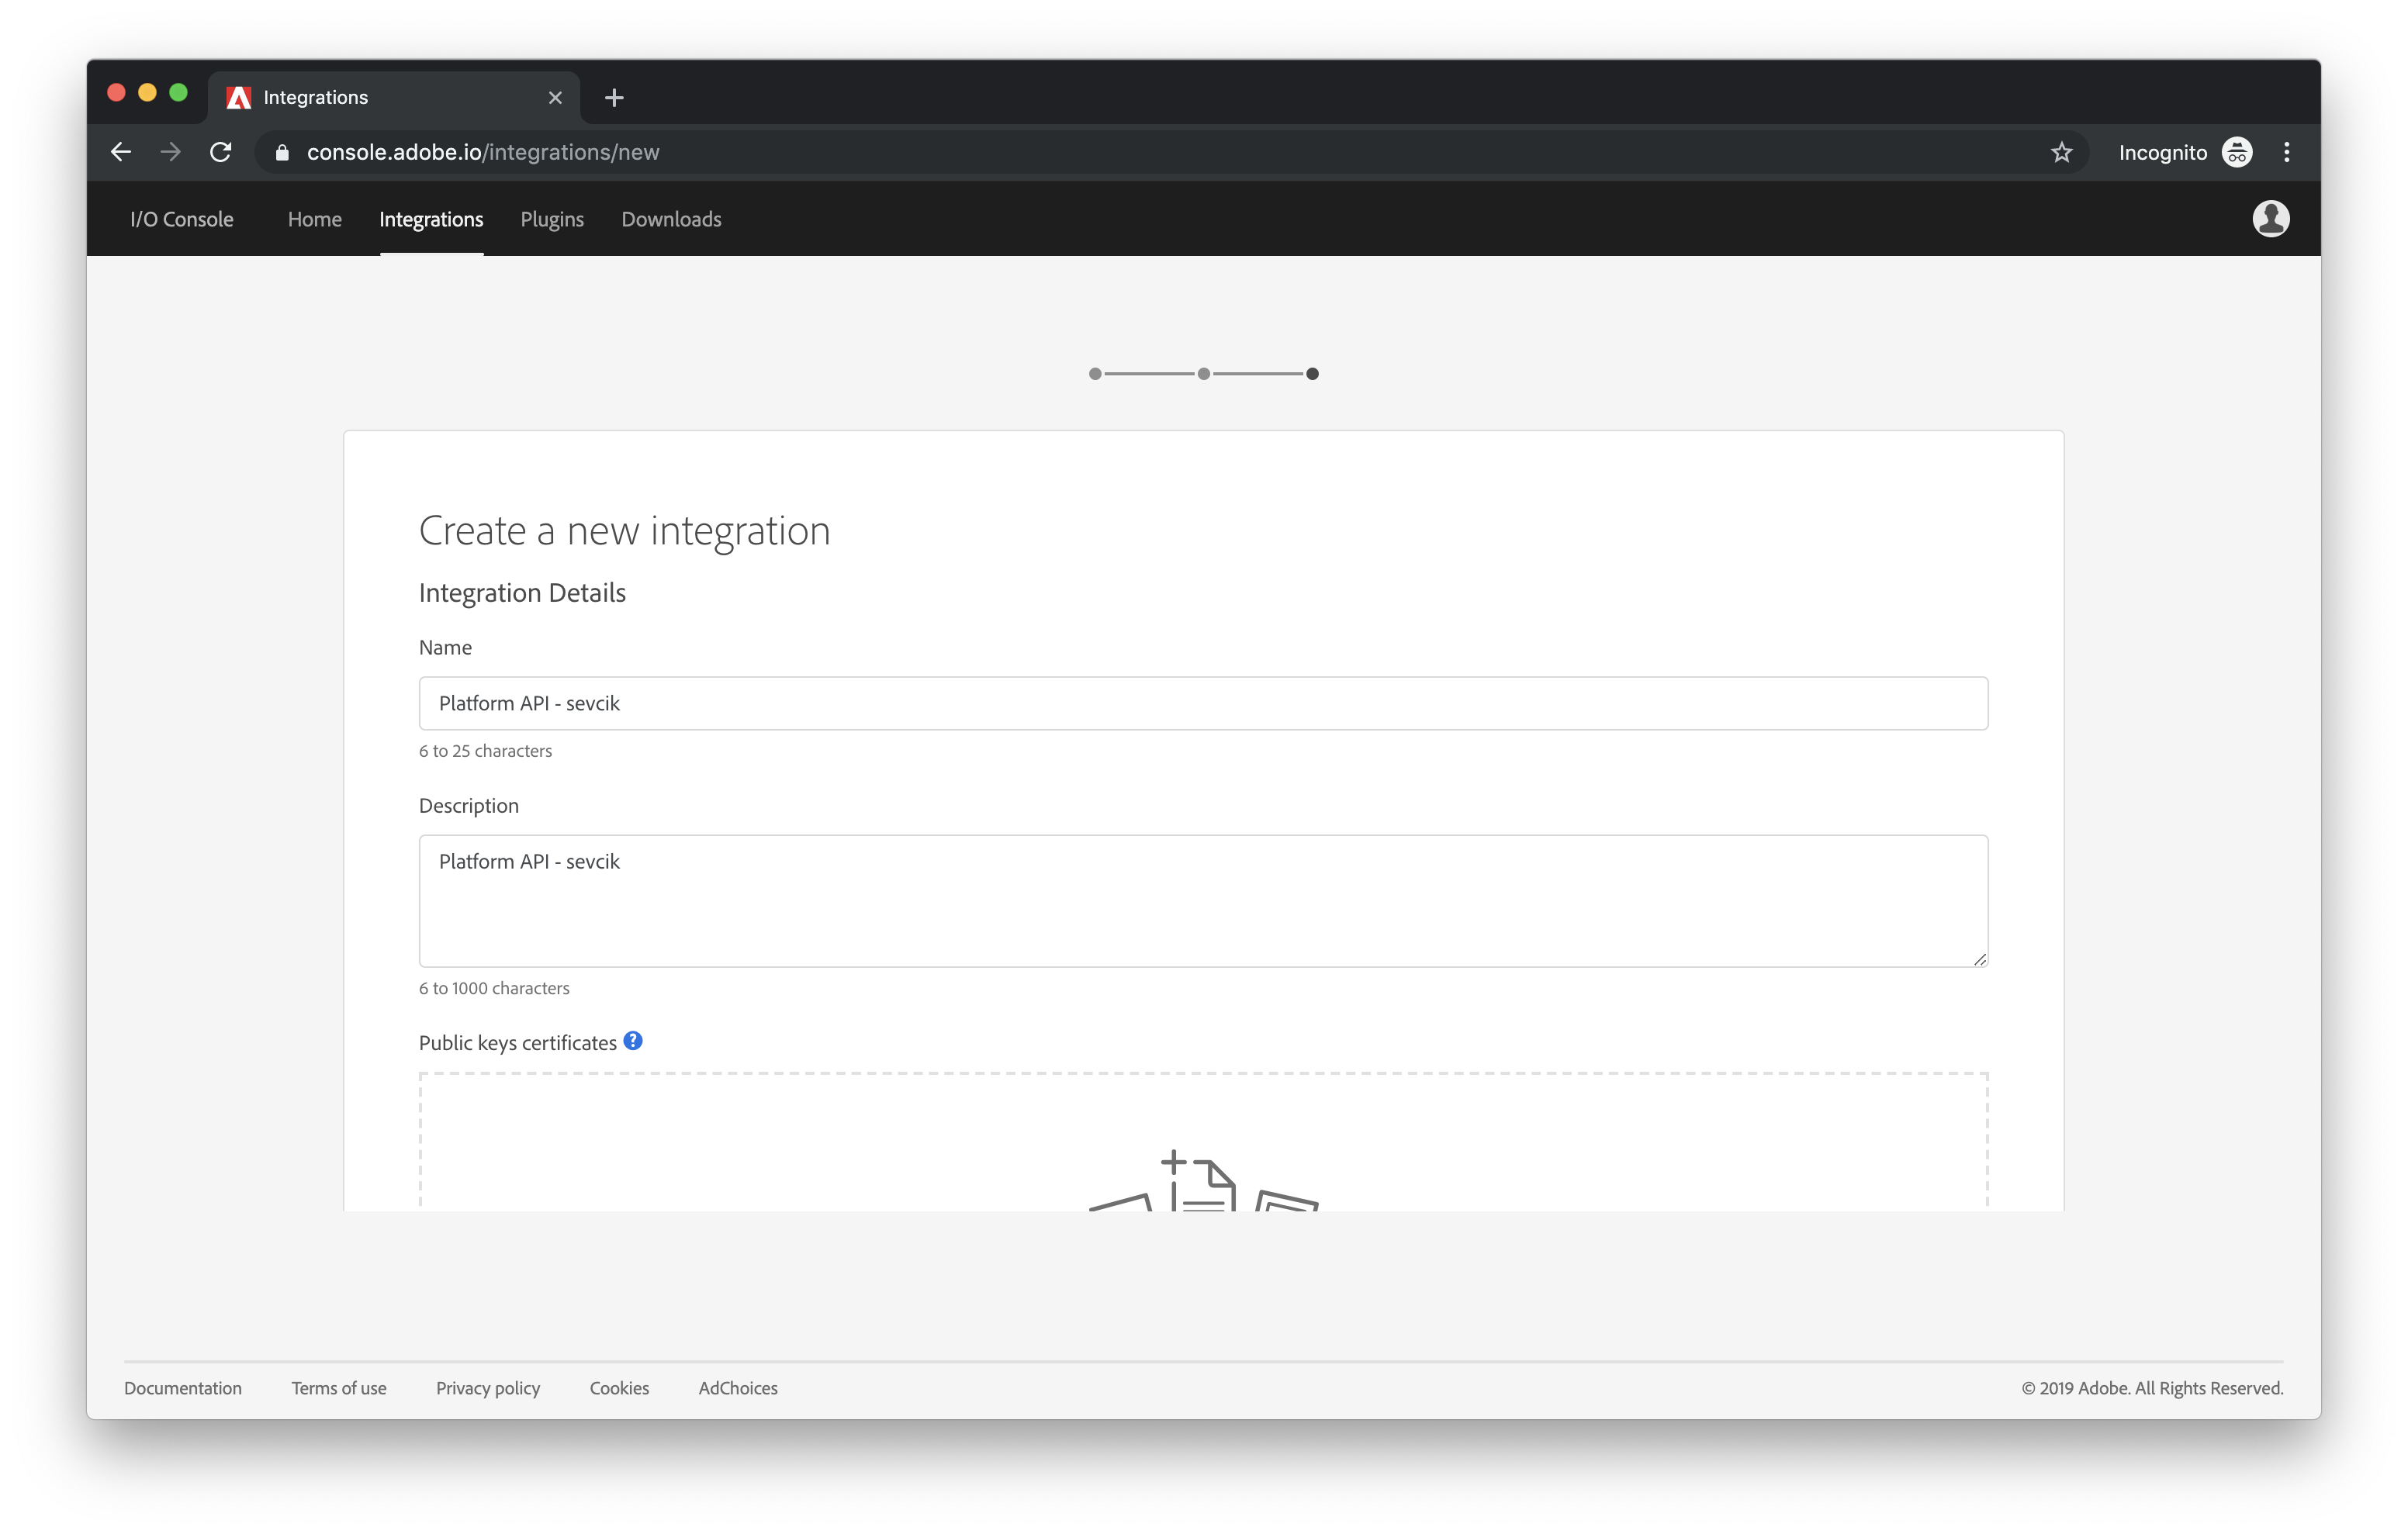 Integrations
console.adobe.io/integrations/new
Incognito
I/O Console Home Integrations Plugins Downloads
Create a new integration
Integration Details
Name
Platform API - sevcik
6 to 25 characters
Description
Platform API - sevcik
6 to 1000 characters
Public keys certificates ?
Documentation Terms of use Privacy policy Cookies AdChoices © 2019 Adobe. All Rights Reserved.